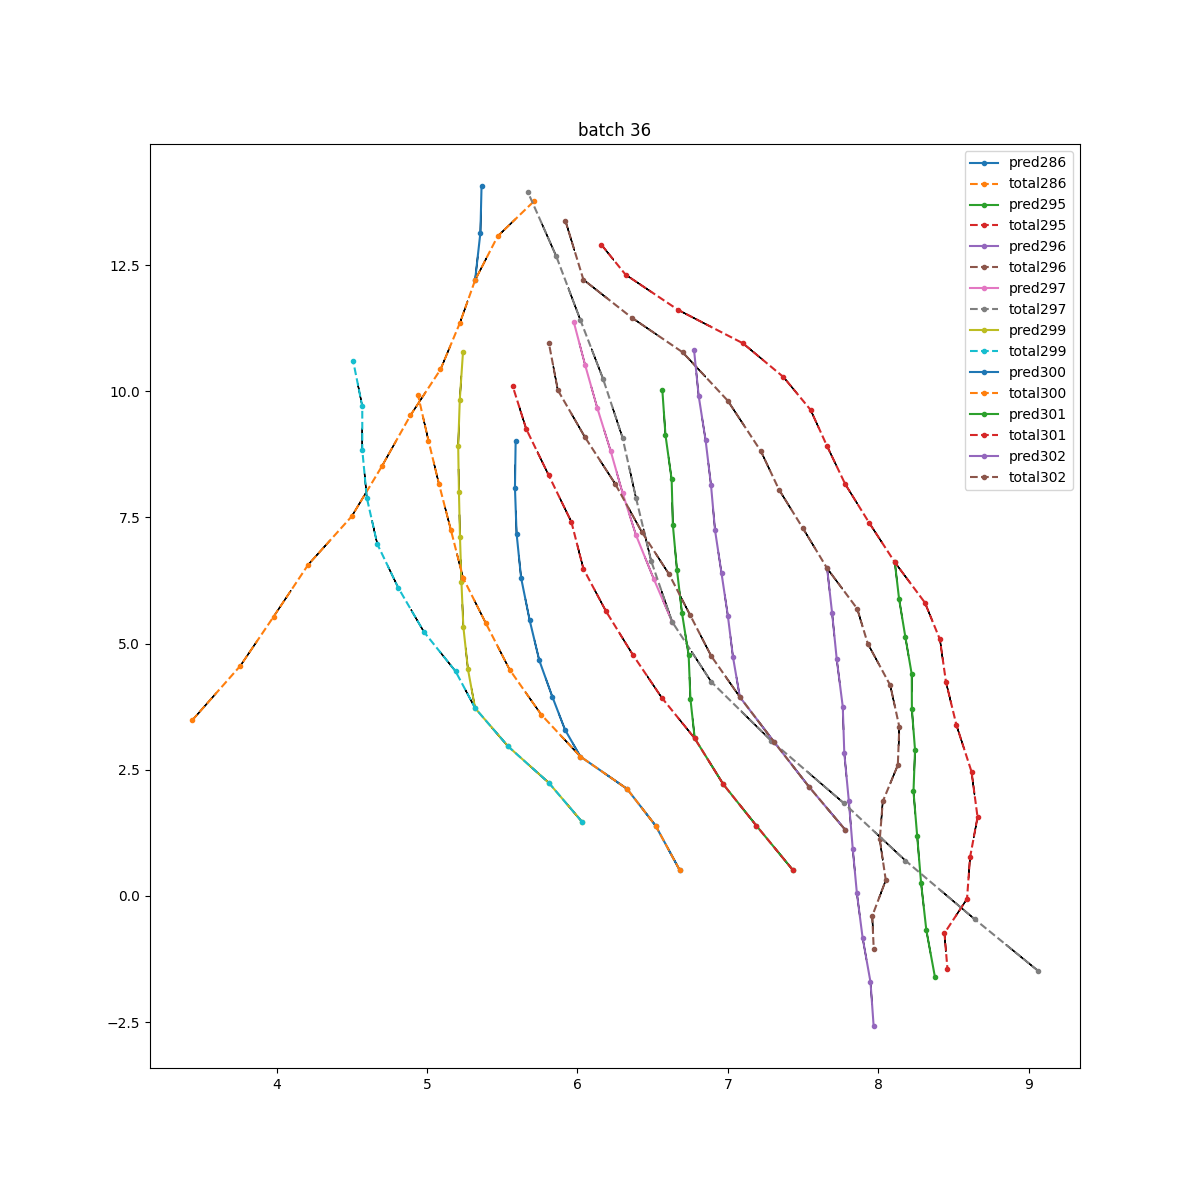 batch 36
pred286
total286
pred295
total295
pred296
total296
pred297
total297
pred299
total299
pred300
total300
pred301
total301
pred302
total302
12.5
10.0
7.5
5.0
2.5
0.0
−2.5
4 5 6 7 8 9